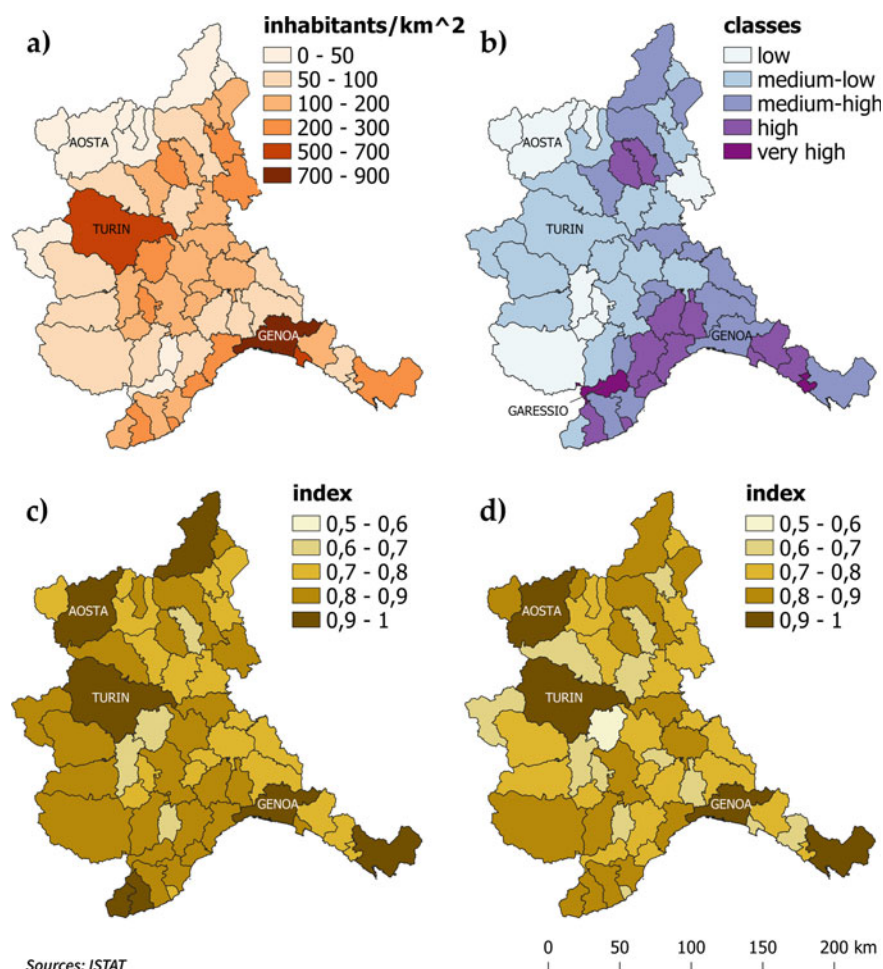 a)
inhabitants/km^2
0 - 50
50 - 100
100 - 200
200 - 300
500 - 700
700 - 900
AOSTA
TURIN
GENOA
b)
classes
low
medium-low
medium-high
high
very high
AOSTA
TURIN
GENOA
GARESSIO
c)
index
0,5 - 0,6
0,6 - 0,7
0,7 - 0,8
0,8 - 0,9
0,9 - 1
AOSTA
TURIN
GENOA
d)
index
0,5 - 0,6
0,6 - 0,7
0,7 - 0,8
0,8 - 0,9
0,9 - 1
AOSTA
TURIN
GENOA
Sources: ISTAT
0 50 100 150 200 km